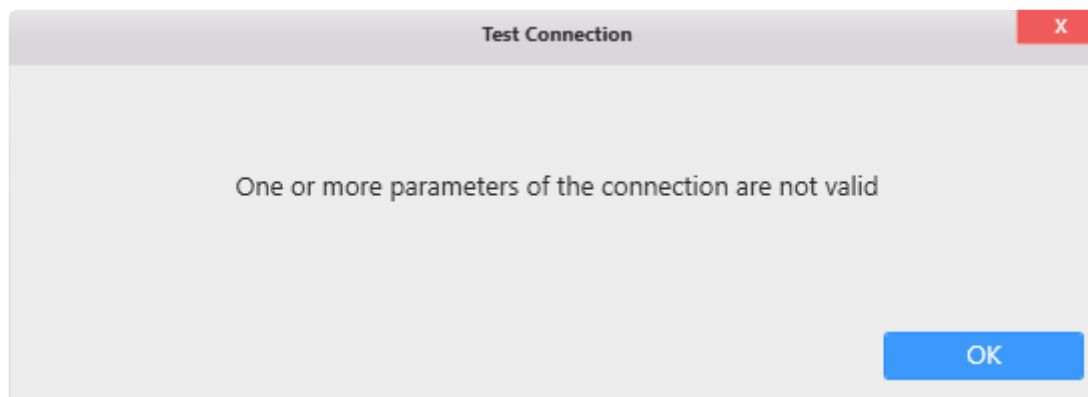 Test Connection
X
One or more parameters of the connection are not valid
OK